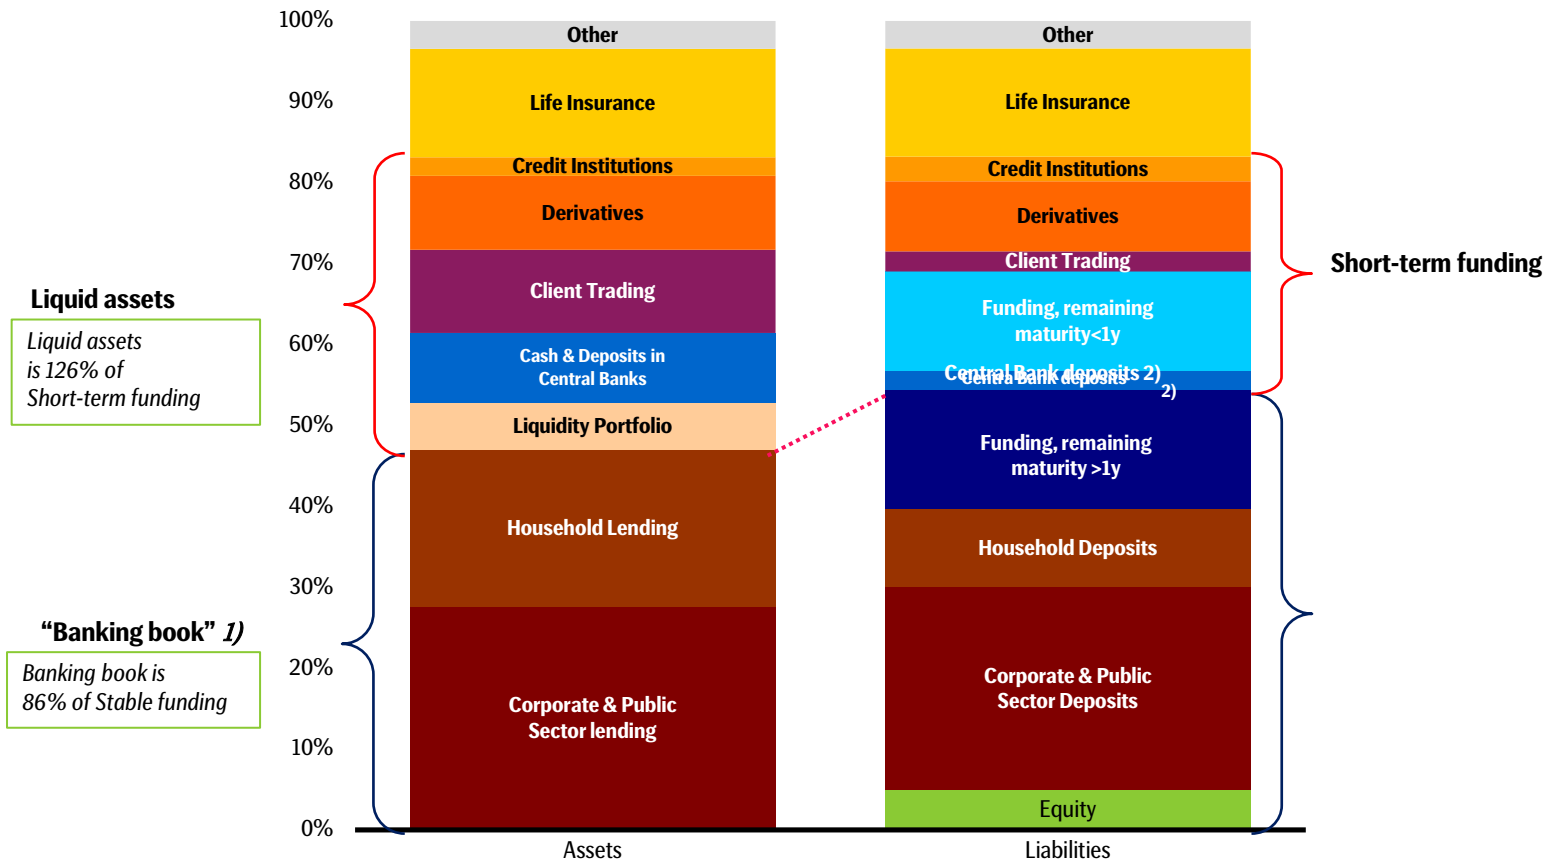 100%
90%
80%
70%
60%
50%
40%
30%
20%
10%
0%
Liquid assets
Liquid assets
is 126% of
Short-term funding
“Banking book” 1)
Banking book is
86% of Stable funding
Other
Life Insurance
Credit Institutions
Derivatives
Client Trading
Cash & Deposits in
Central Banks
Liquidity Portfolio
Household Lending
Corporate & Public
Sector lending
Assets
Other
Life Insurance
Credit Institutions
Derivatives
Client Trading
Funding, remaining
maturity<1y
Central Bank deposits 2)
Centra Bank deposits
2)
Funding, remaining
maturity >1y
Household Deposits
Corporate & Public
Sector Deposits
Equity
Liabilities
Short-term funding